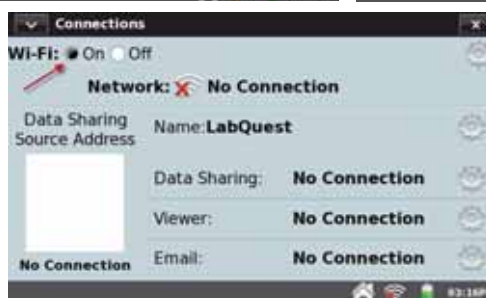 Connections
Wi-Fi: On Off
Network: No Connection
Data Sharing
Source Address
Name:LabQuest
Data Sharing: No Connection
Viewer: No Connection
Email: No Connection
No Connection